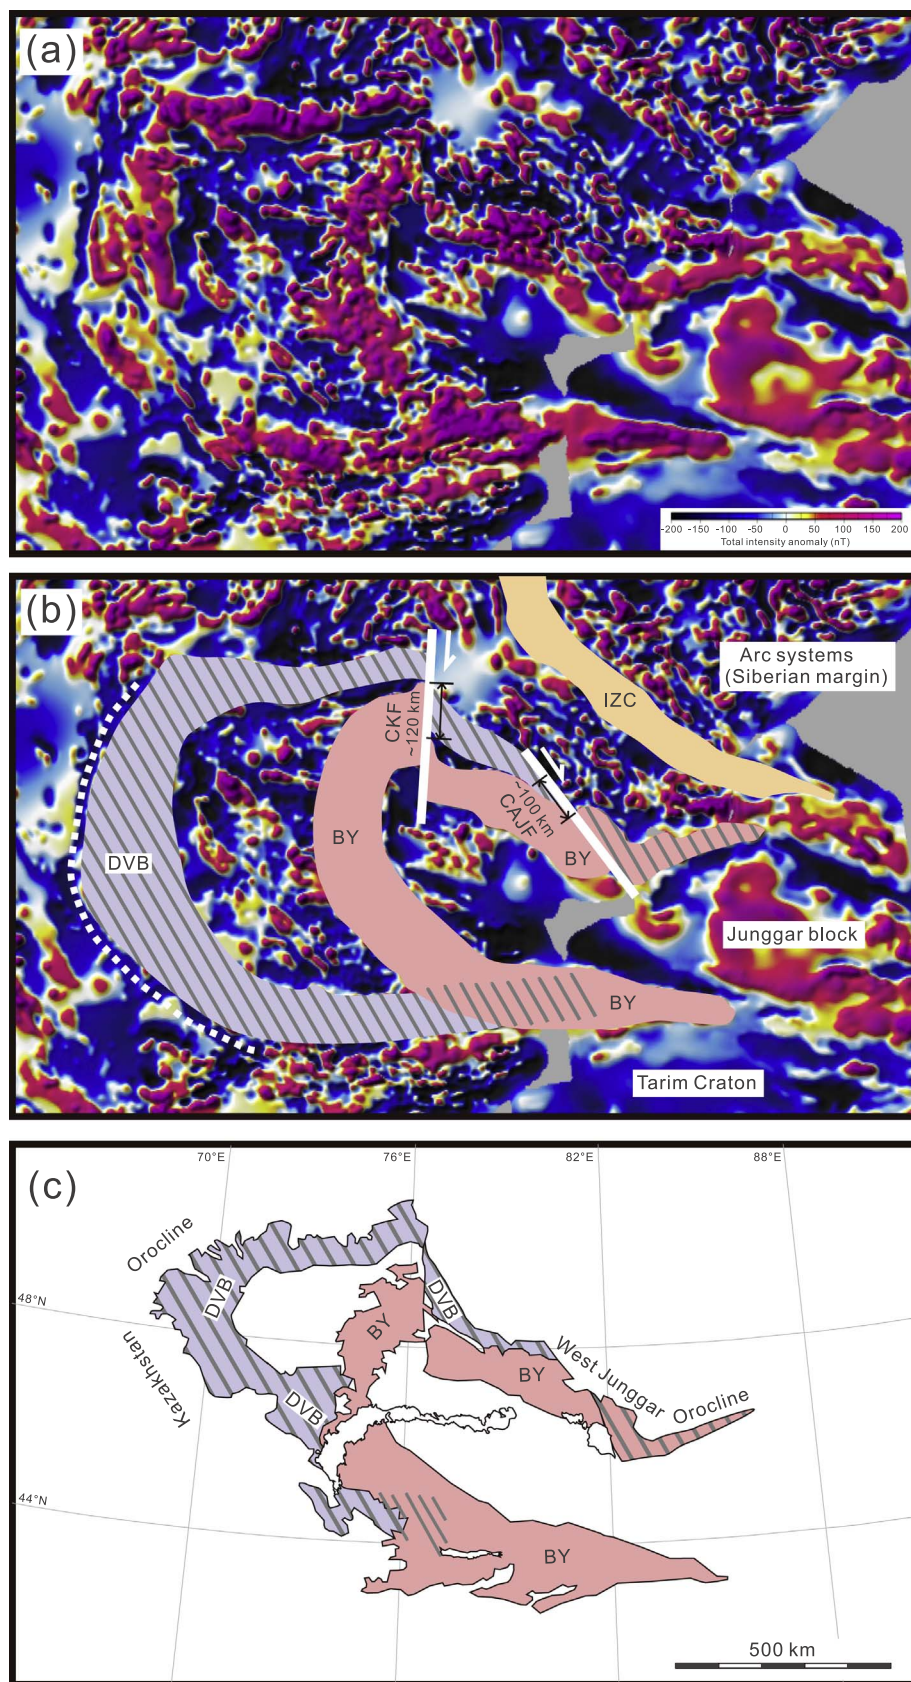 (a)
-200 -150 -100 -50 0 50 100 150 200
Total intensity anomaly (nT)
(b)
Arc systems
(Siberian margin)
IZC
CKF
~120 km
~100 km
CAJF
BY
BY
DVB
Junggar block
BY
Tarim Craton
(c)
70°E 76°E 82°E 88°E
Orocline
48°N
DVB
DVB
BY
Kazakhstan
West Junggar
Orocline
BY
DVB
44°N
BY
500 km